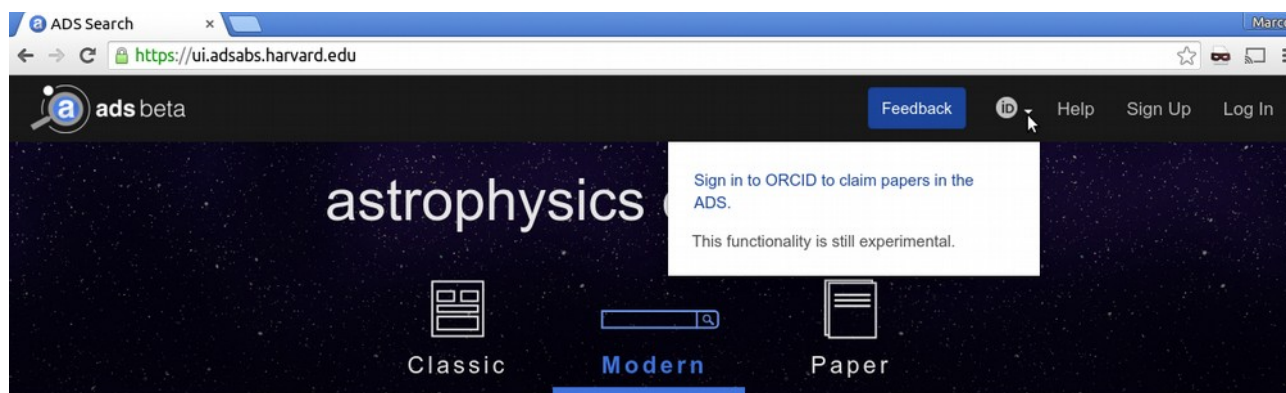 ADS Search
Marc
https://ui.adsabs.harvard.edu
a ads beta
Feedback
iD
Help
Sign Up
Log In
Sign in to ORCID to claim papers in the
ADS.
This functionality is still experimental.
astrophysics
Classic
Modern
Paper